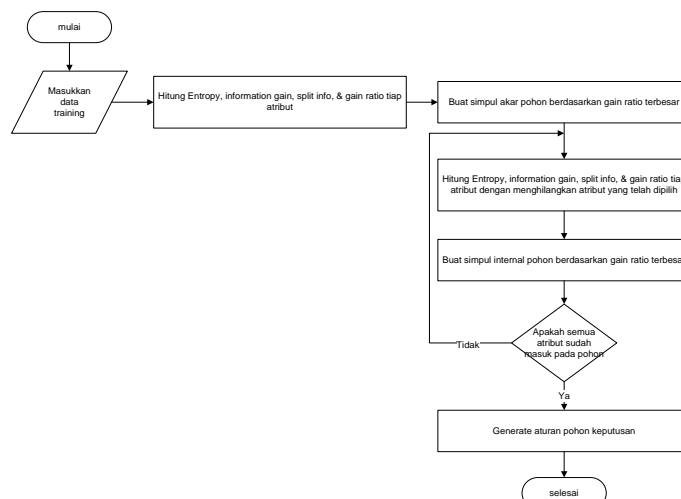 mulai
Masukkan
data
training
Hitung Entropy, information gain, split info, & gain ratio tiap
atribut
Buat simpul akar pohon berdasarkan gain ratio terbesar
Hitung Entropy, information gain, split info, & gain ratio tiap
atribut dengan menghilangkan atribut yang telah dipilih
Buat simpul internal pohon berdasarkan gain ratio terbesar
Apakah semua
atribut sudah
masuk pada pohon
Tidak
Ya
Generate aturan pohon keputusan
selesai